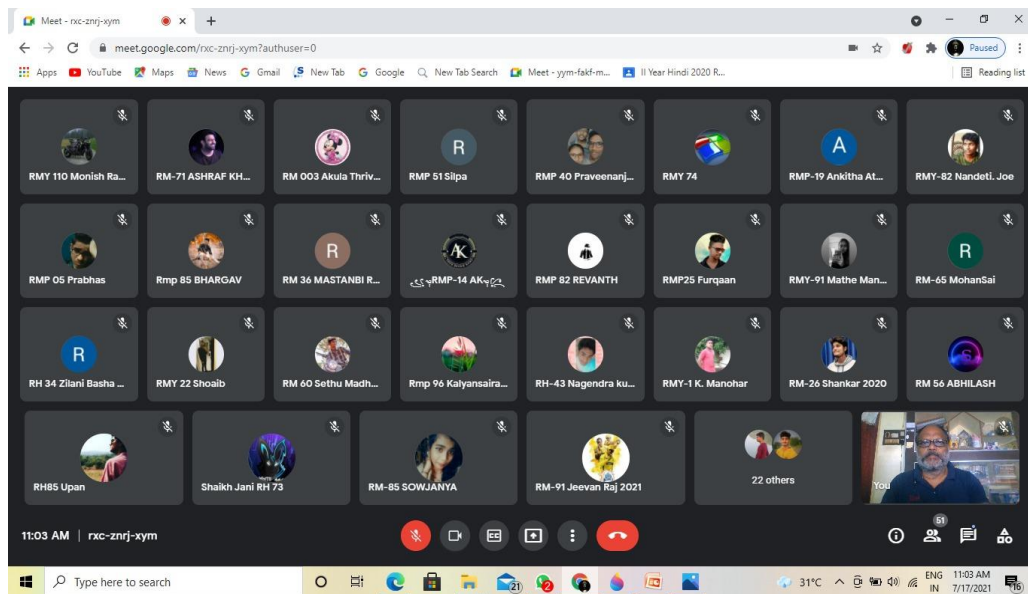 Meet - rxc-znrj-xym
meet.google.com/rxc-znrj-xym?authuser=0
Paused
Apps YouTube Maps News Gmail New Tab Google New Tab Search Meet - yym-fakf-m... II Year Hindi 2020 R... Reading list
R A
RMY 110 Monish Ra... RM-71 ASHRAF KH... RM 003 Akula Thriv... RMP 51 Silpa RMP 40 Praveenanj... RMY 74 RMP-19 Ankitha At... RMY-82 Nandeti. Joe
R AK R
RMP 05 Prabhas Rmp 85 BHARGAV RM 36 MASTANBI R... RMP-14 AK RMP 82 REVANTH RMP25 Furqaan RMY-91 Mathe Man... RM-65 MohanSai
R S
RH 34 Zilani Basha ... RMY 22 Shoaib RM 60 Sethu Madh... Rmp 96 Kalyansaira... RH-43 Nagendra ku... RMY-1 K. Manohar RM-26 Shankar 2020 RM 56 ABHILASH
RH85 Upan Shaikh Jani RH 73 RM-85 SOWJANYA RM-91 Jeevan Raj 2021 22 others You
11:03 AM | rxc-znrj-xym 51
Type here to search 21 2 31°C ENG 11:03 AM
IN 7/17/2021 16